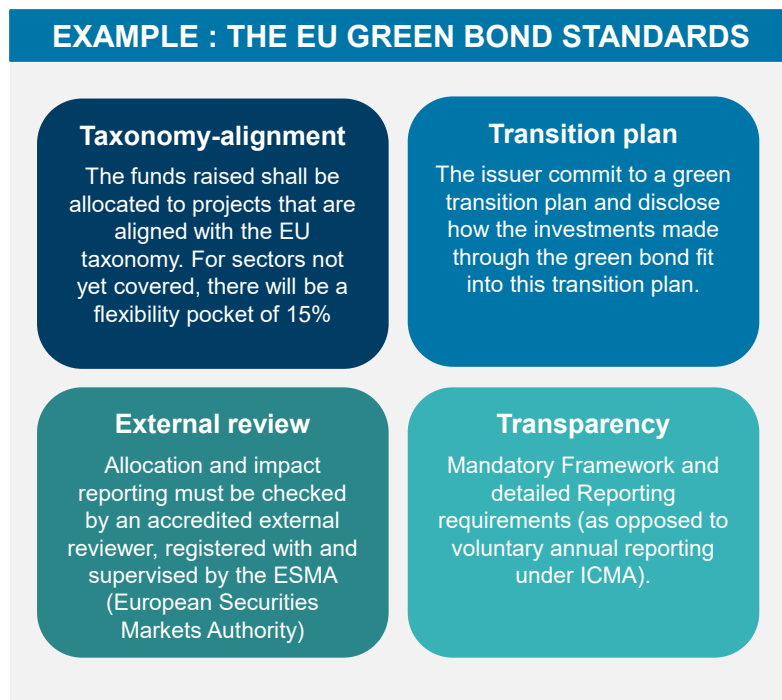 EXAMPLE : THE EU GREEN BOND STANDARDS
Taxonomy-alignment
The funds raised shall be
allocated to projects that are
aligned with the EU
taxonomy. For sectors not
yet covered, there will be a
flexibility pocket of 15%
Transition plan
The issuer commit to a green
transition plan and disclose
how the investments made
through the green bond fit
into this transition plan.
External review
Allocation and impact
reporting must be checked
by an accredited external
reviewer, registered with and
supervised by the ESMA
(European Securities
Markets Authority)
Transparency
Mandatory Framework and
detailed Reporting
requirements (as opposed to
voluntary annual reporting
under ICMA).